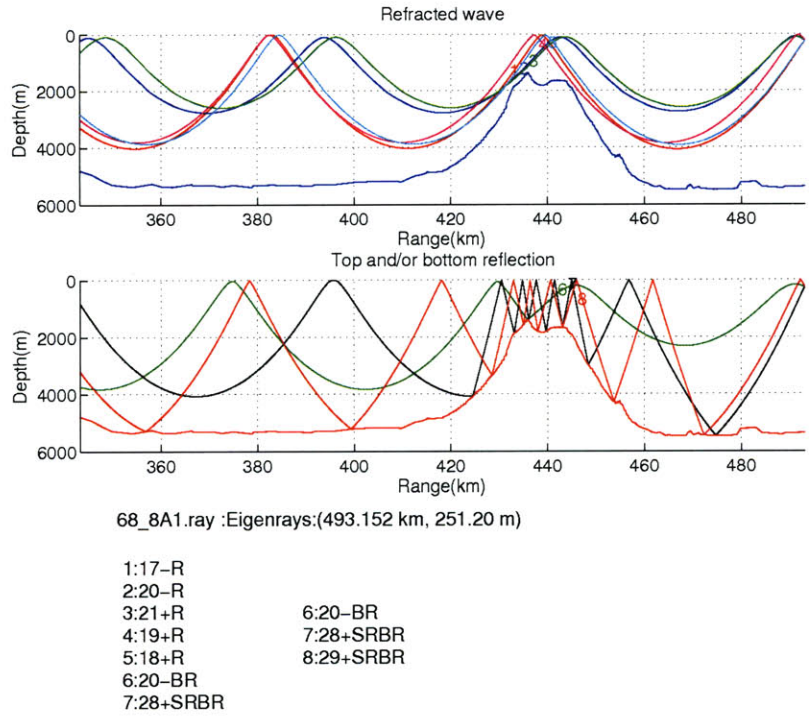 Refracted wave
0
2000
4000
6000
Depth(m)
360 380 400 420 440 460 480
Range(km)
Top and/or bottom reflection
0
2000
4000
6000
Depth(m)
360 380 400 420 440 460 480
Range(km)
68_8A1.ray :Eigenrays:(493.152 km, 251.20 m)
1:17−R
2:20−R
3:21+R
4:19+R
5:18+R
6:20−BR
7:28+SRBR
6:20−BR
7:28+SRBR
8:29+SRBR